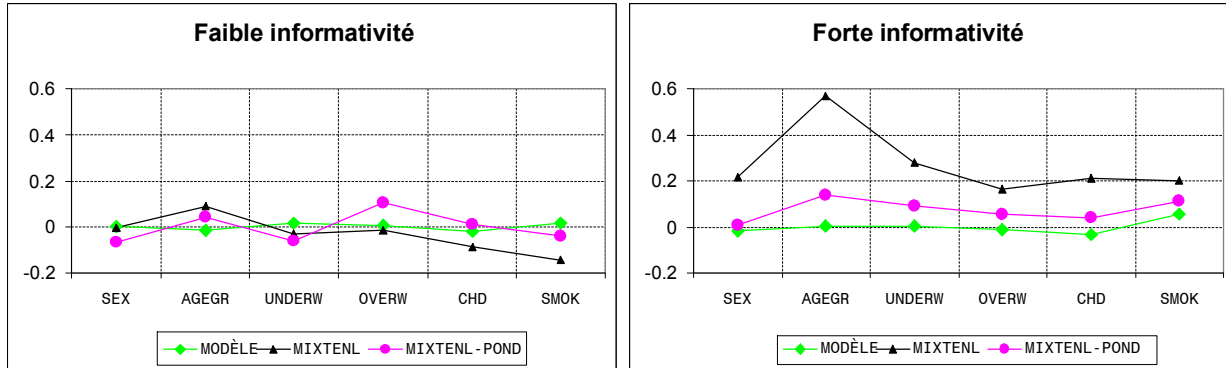 Faible informativité
0.6
0.4
0.2
0
-0.2
SEX AGEGR UNDERW OVERW CHD SMOK
MODÈLE MIXTENL MIXTENL-POND
Forte informativité
0.6
0.4
0.2
0
-0.2
SEX AGEGR UNDERW OVERW CHD SMOK
MODÈLE MIXTENL MIXTENL-POND